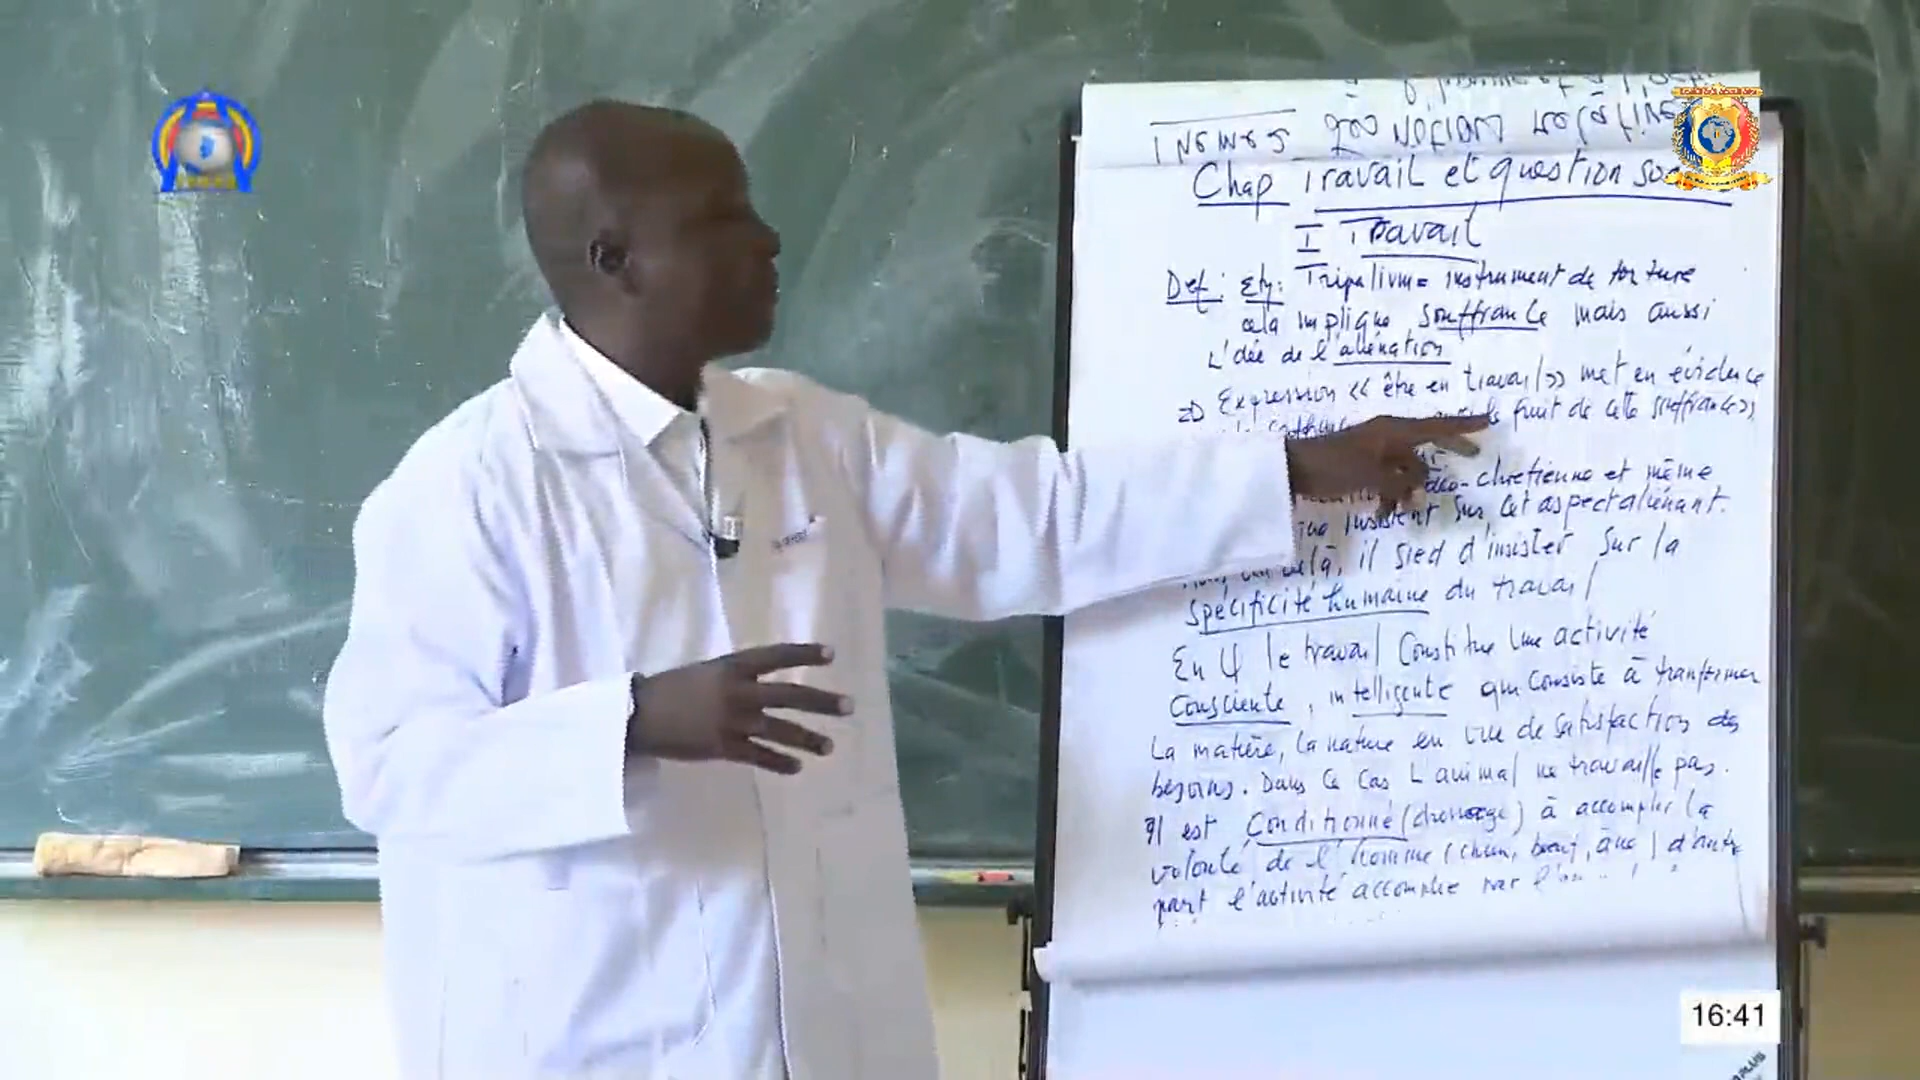 Chap Travail et question
I Travail
Def: Ety: Tripalium = instrument de torture
cela implique souffrance mais aussi
L'idée de l'aliénation
=> Expression « être en travail » met en évidence
fruit de cette souffrance»
chrétienne et même
insistent sur cet aspect aliénant.
il sied d'insister sur la
spécificité humaine du travail
En φ le travail constitue une activité
consciente, intelligente qui consiste à transformer
la matière, la nature en vue de satisfaction des
besoins. Dans ce cas L'animal ne travaille pas.
Il est conditionné (dressage) à accomplir la
volonté de l'homme (chien, bœuf, âne) d'autre
part l'activité accomplie par
16:41